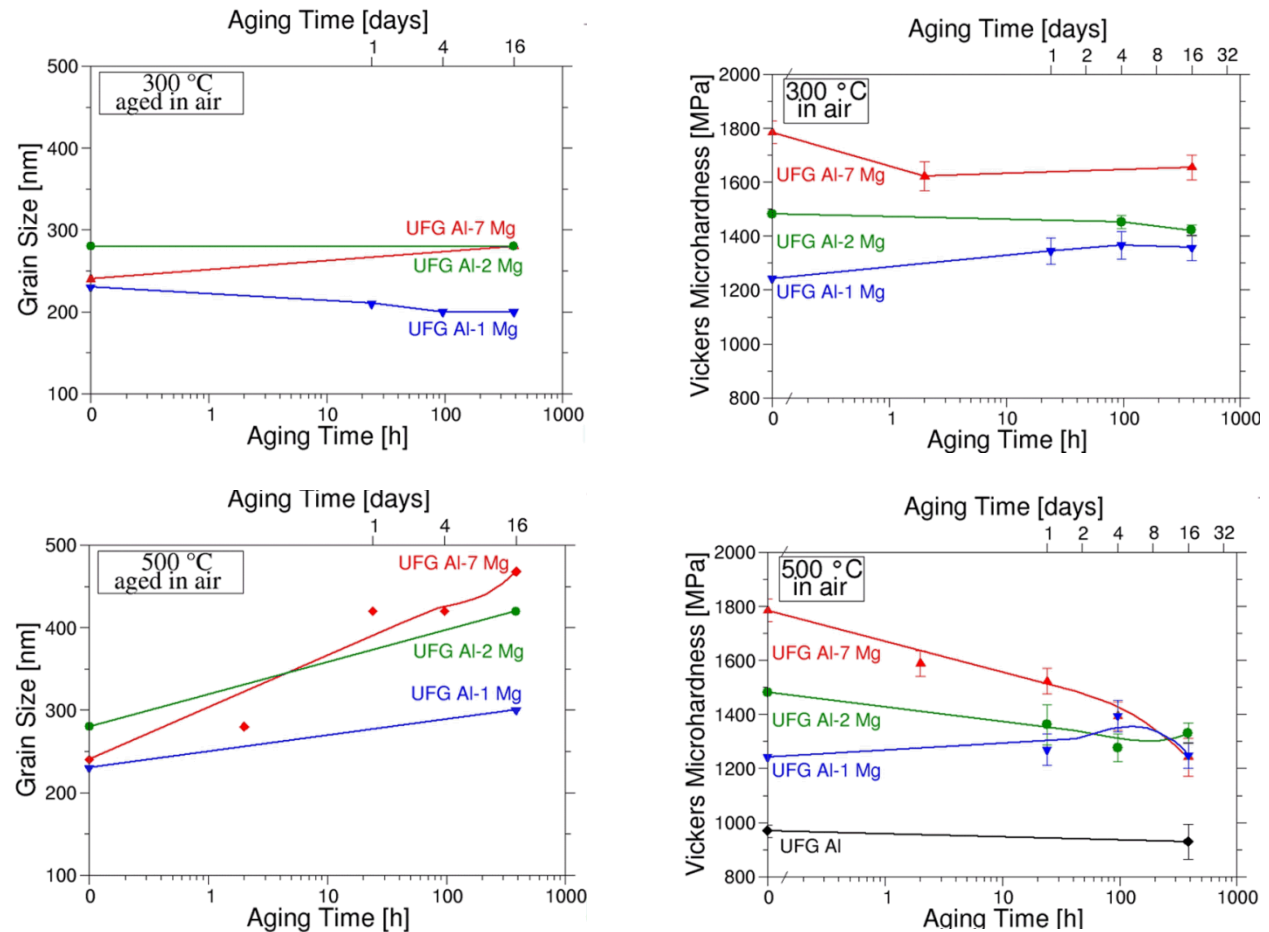 Aging Time [days]
1 4 16
500
400
300
200
100
Grain Size [nm]
300 °C
aged in air
UFG Al-7 Mg
UFG Al-2 Mg
UFG Al-1 Mg
0 1 10 100 1000
Aging Time [h]
Aging Time [days]
1 2 4 8 16 32
2000
1800
1600
1400
1200
1000
800
Vickers Microhardness [MPa]
300 °C
in air
UFG Al-7 Mg
UFG Al-2 Mg
UFG Al-1 Mg
0 1 10 100 1000
Aging Time [h]
Aging Time [days]
1 4 16
500
400
300
200
100
Grain Size [nm]
500 °C
aged in air
UFG Al-7 Mg
UFG Al-2 Mg
UFG Al-1 Mg
0 1 10 100 1000
Aging Time [h]
Aging Time [days]
1 2 4 8 16 32
2000
1800
1600
1400
1200
1000
800
Vickers Microhardness [MPa]
500 °C
in air
UFG Al-7 Mg
UFG Al-2 Mg
UFG Al-1 Mg
UFG Al
0 1 10 100 1000
Aging Time [h]